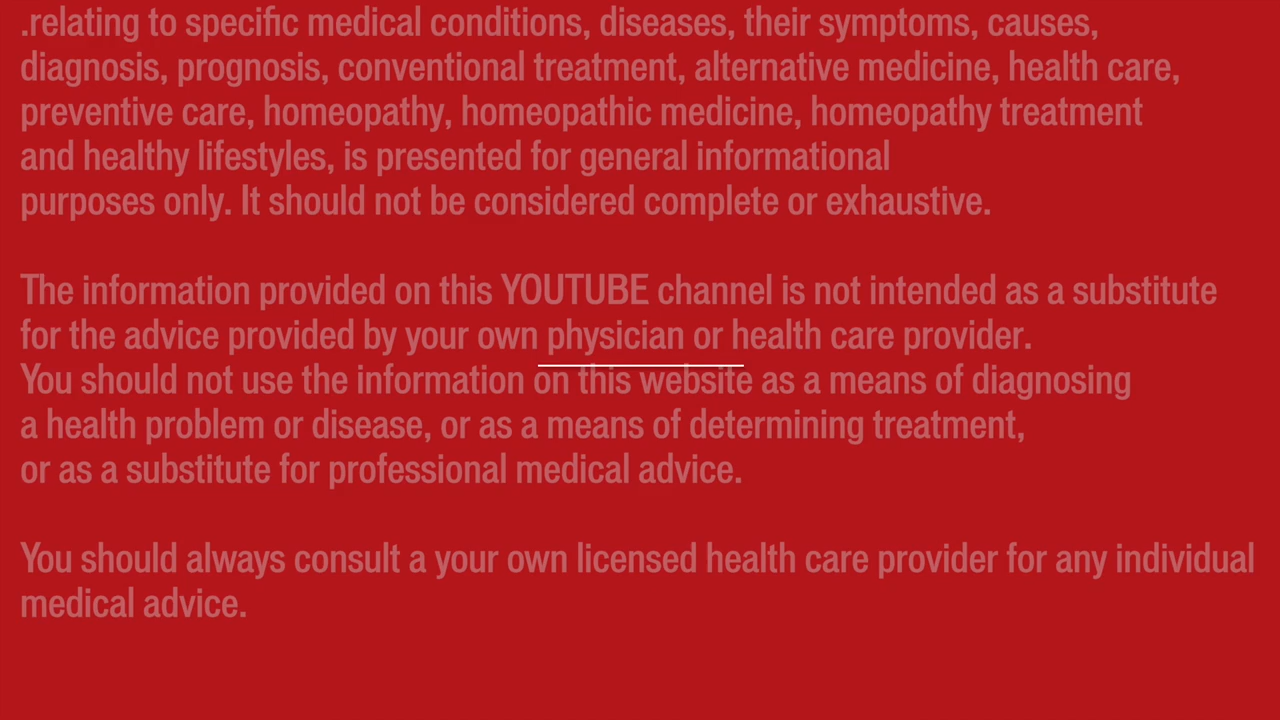 .relating to specific medical conditions, diseases, their symptoms, causes,
diagnosis, prognosis, conventional treatment, alternative medicine, health care,
preventive care, homeopathy, homeopathic medicine, homeopathy treatment
and healthy lifestyles, is presented for general informational
purposes only. It should not be considered complete or exhaustive.
The information provided on this YOUTUBE channel is not intended as a substitute
for the advice provided by your own physician or health care provider.
You should not use the information on this website as a means of diagnosing
a health problem or disease, or as a means of determining treatment,
or as a substitute for professional medical advice.
You should always consult a your own licensed health care provider for any individual
medical advice.